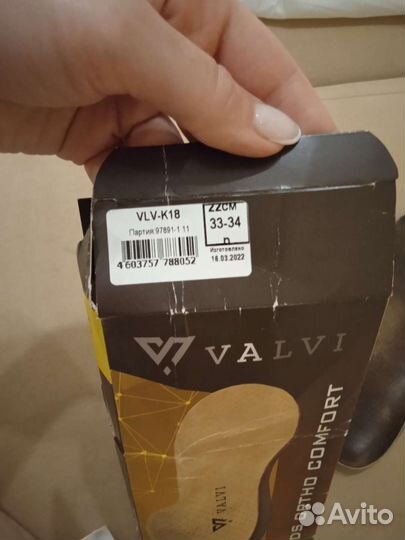 VLV-K18
Партия:97891-1.11
4 603757 788052
22СМ
33-34
Изготовлено
16.03.2022
VALVI
ORTHO COMFORT
VALVI
Avito